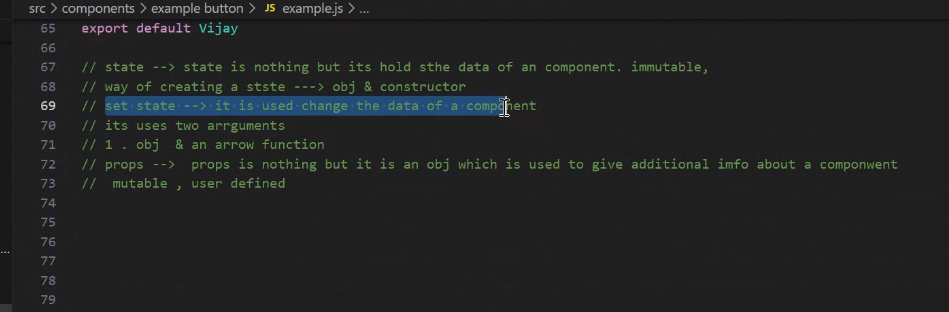 src > components > example button > JS example.js > ...
65 export default Vijay
66
67 // state --> state is nothing but its hold sthe data of an component. immutable,
68 // way of creating a stste ---> obj & constructor
69 // set state --> it is used change the data of a component
70 // its uses two arrguments
71 // 1 . obj  & an arrow function
72 // props -->  props is nothing but it is an obj which is used to give additional imfo about a componwent
73 //  mutable , user defined
74
75
76
77
78
79